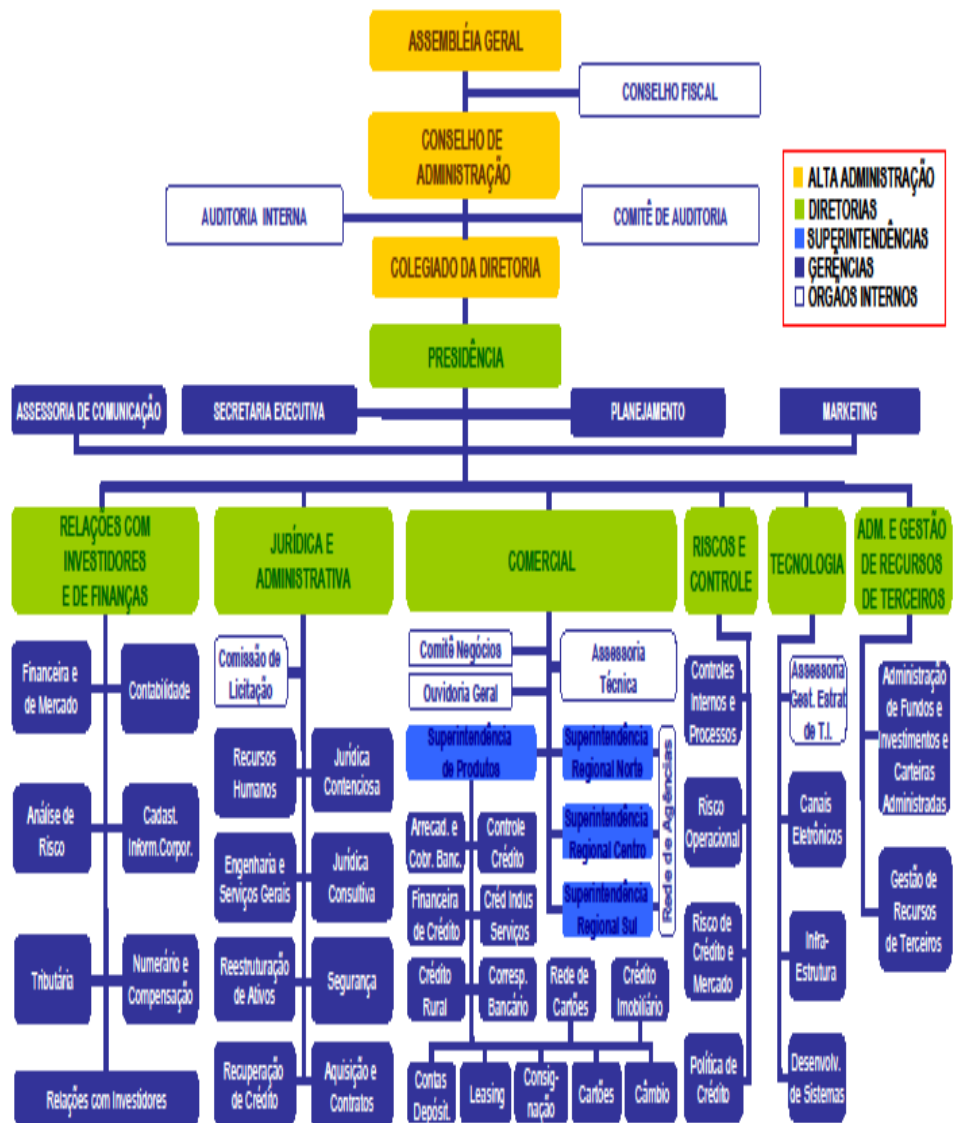 ASSEMBLÉIA GERAL
CONSELHO FISCAL
CONSELHO DE
ADMINISTRAÇÃO
ALTA ADMINISTRAÇÃO
DIRETORIAS
SUPERINTENDÊNCIAS
GERÊNCIAS
ÓRGÃOS INTERNOS
AUDITORIA INTERNA
COMITÊ DE AUDITORIA
COLEGIADO DA DIRETORIA
PRESIDÊNCIA
ASSESSORIA DE COMUNICAÇÃO
SECRETARIA EXECUTIVA
PLANEJAMENTO
MARKETING
RELAÇÕES COM
INVESTIDORES
E DE FINANÇAS
JURÍDICA E
ADMINISTRATIVA
COMERCIAL
RISCOS E
CONTROLE
TECNOLOGIA
ADM. E GESTÃO
DE RECURSOS
DE TERCEIROS
Financeira e
de Mercado
Contabilidade
Análise de
Risco
Cadast.
Inform.Corpor.
Tributária
Numerário e
Compensação
Relações com Investidores
Comissão de
Licitação
Recursos
Humanos
Jurídica
Contenciosa
Engenharia e
Serviços Gerais
Jurídica
Consultiva
Reestruturação
de Ativos
Segurança
Recuperação
de Crédito
Aquisição e
Contratos
Comitê Negócios
Ouvidoria Geral
Assessoria
Técnica
Superintendência
de Produtos
Superintendência
Regional Norte
Superintendência
Regional Centro
Superintendência
Regional Sul
Rede de Agências
Arrecad. e
Cobr. Banc.
Controle
Crédito
Financeira
de Crédito
Créd Indus
Serviços
Crédito
Rural
Corresp.
Bancário
Rede de
Cartões
Crédito
Imobiliário
Contas
Depósit.
Leasing
Consig-
nação
Cartões
Câmbio
Controles
Internos e
Processos
Risco
Operacional
Risco de
Crédito e
Mercado
Política de
Crédito
Assessoria
Gest. Estrat
de T.I.
Canais
Eletrônicos
Infra-
Estrutura
Desenvolv.
de Sistemas
Administração
de Fundos e
Investimentos e
Carteiras
Administradas
Gestão de
Recursos
de Terceiros